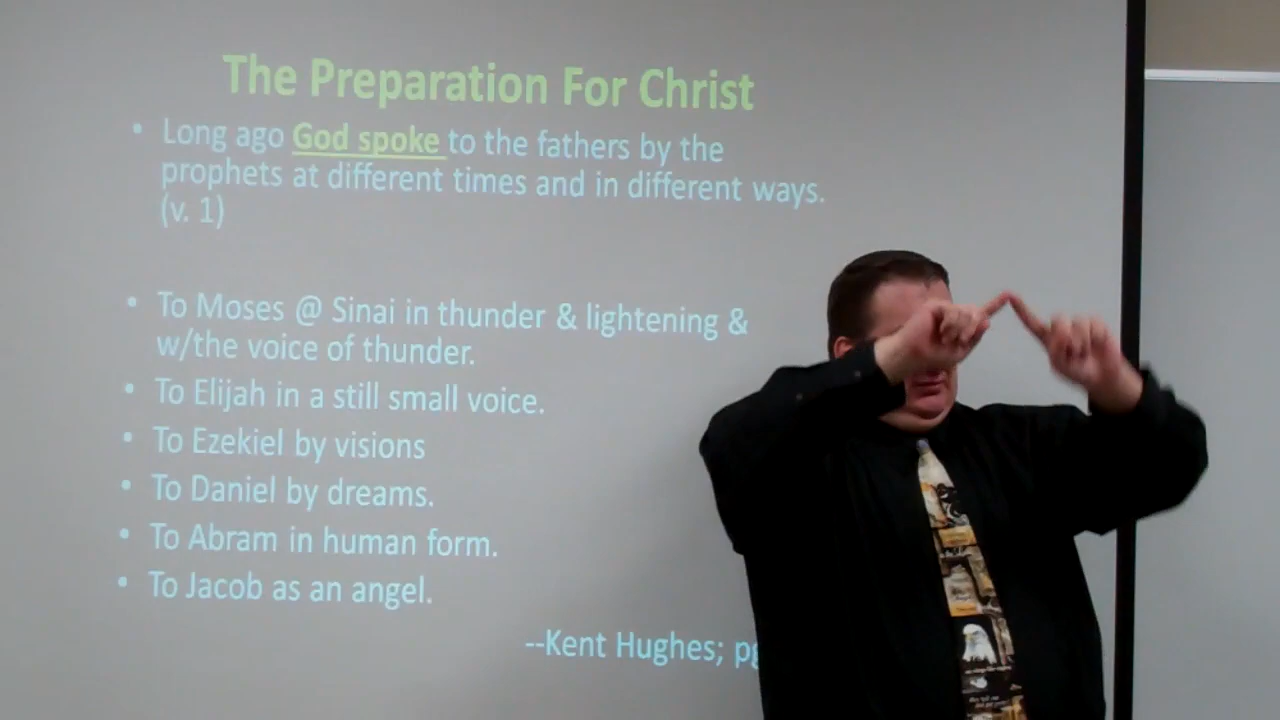 The Preparation For Christ
• Long ago God spoke to the fathers by the
prophets at different times and in different ways.
(v. 1)
• To Moses @ Sinai in thunder & lightening &
w/the voice of thunder.
• To Elijah in a still small voice.
• To Ezekiel by visions
• To Daniel by dreams.
• To Abram in human form.
• To Jacob as an angel.
--Kent Hughes; pg